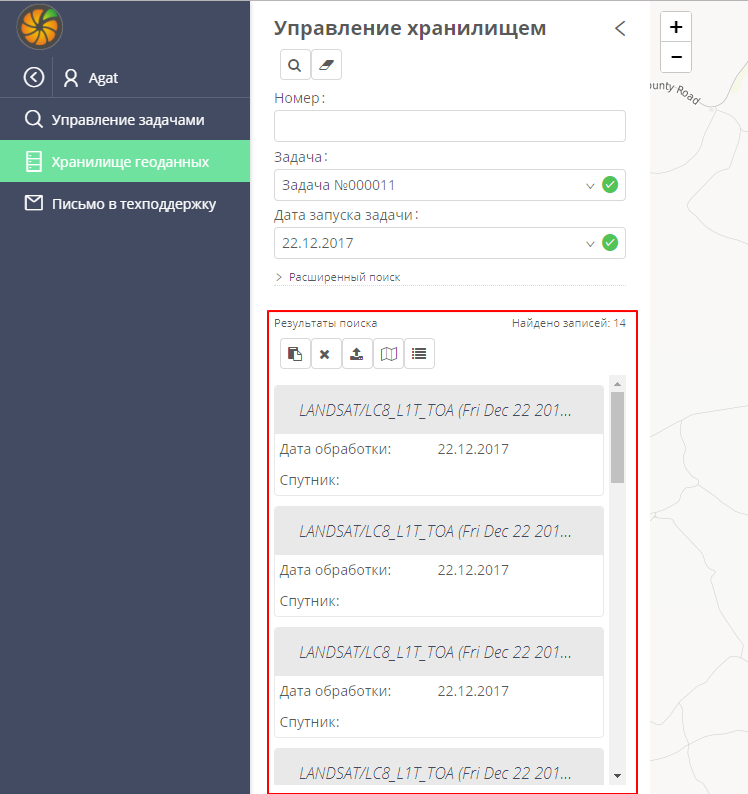 Управление хранилищем
Agat
Управление задачами
Хранилище геоданных
Письмо в техподдержку
Номер:
Задача:
Задача №000011
Дата запуска задачи:
22.12.2017
Расширенный поиск
Результаты поиска Найдено записей: 14
LANDSAT/LC8_L1T_TOA (Fri Dec 22 201...
Дата обработки: 22.12.2017
Спутник:
LANDSAT/LC8_L1T_TOA (Fri Dec 22 201...
Дата обработки: 22.12.2017
Спутник:
LANDSAT/LC8_L1T_TOA (Fri Dec 22 201...
Дата обработки: 22.12.2017
Спутник:
LANDSAT/LC8_L1T_TOA (Fri Dec 22 201...
+
−
Road